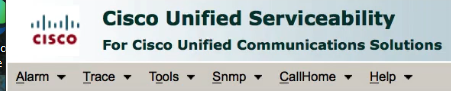 Cisco Unified Serviceability
CISCO
For Cisco Unified Communications Solutions
Alarm Trace Tools Snmp CallHome Help